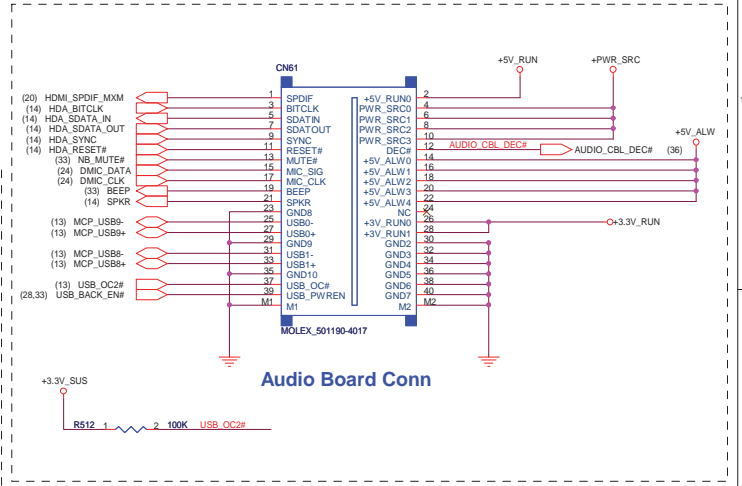 CN61
+5V_RUN
+PWR_SRC
(20) HDMI_SPDIF_MXM 1 SPDIF +5V_RUN0 2
(14) HDA_BITCLK 3 BITCLK PWR_SRC0 4
(14) HDA_SDATA_IN 5 SDATIN PWR_SRC1 6
(14) HDA_SDATA_OUT 7 SDATOUT PWR_SRC2 8
(14) HDA_SYNC 9 SYNC PWR_SRC3 10
(14) HDA_RESET# 11 RESET# DEC# 12 AUDIO_CBL_DEC# AUDIO_CBL_DEC# (36)
+5V_ALW
(33) NB_MUTE# 13 MUTE# +5V_ALW0 14
(24) DMIC_DATA 15 MIC_SIG +5V_ALW1 16
(24) DMIC_CLK 17 MIC_CLK +5V_ALW2 18
(33) BEEP 19 BEEP +5V_ALW3 20
(14) SPKR 21 SPKR +5V_ALW4 22
23 GND8 NC 24
(13) MCP_USB9- 25 USB0- +3V_RUN0 26 +3.3V_RUN
(13) MCP_USB9+ 27 USB0+ +3V_RUN1 28
29 GND9 GND2 30
(13) MCP_USB8- 31 USB1- GND3 32
(13) MCP_USB8+ 33 USB1+ GND4 34
35 GND10 GND5 36
(13) USB_OC2# 37 USB_OC# GND6 38
(28,33) USB_BACK_EN# 39 USB_PWREN GND7 40
M1 M1 M2 M2
MOLEX_501190-4017
Audio Board Conn
+3.3V_SUS
R512 1 2 100K USB_OC2#